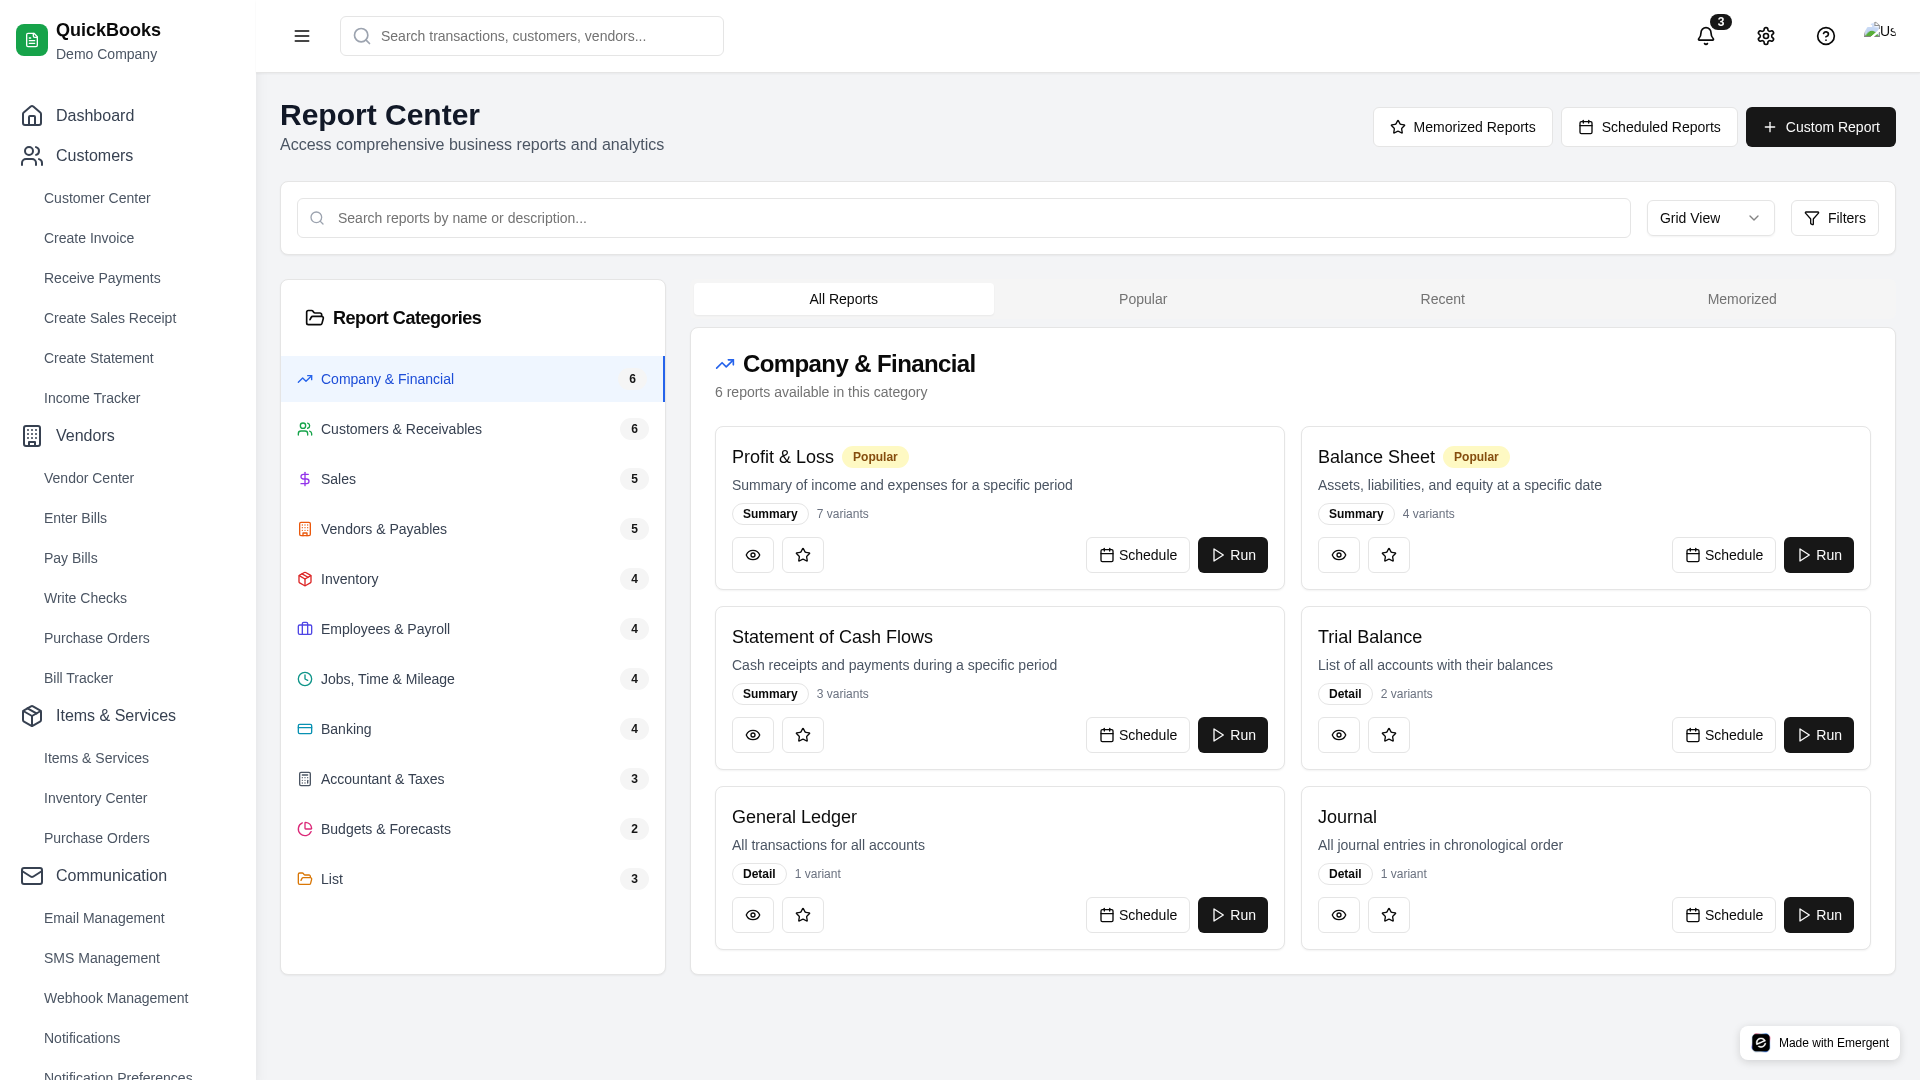 QuickBooks
Demo Company
Dashboard
Customers
Customer Center
Create Invoice
Receive Payments
Create Sales Receipt
Create Statement
Income Tracker
Vendors
Vendor Center
Enter Bills
Pay Bills
Write Checks
Purchase Orders
Bill Tracker
Items & Services
Items & Services
Inventory Center
Purchase Orders
Communication
Email Management
SMS Management
Webhook Management
Notifications
Notification Preferences
Search transactions, customers, vendors...
3
Us
Report Center
Access comprehensive business reports and analytics
Memorized Reports
Scheduled Reports
Custom Report
Search reports by name or description...
Grid View
Filters
Report Categories
Company & Financial 6
Customers & Receivables 6
Sales 5
Vendors & Payables 5
Inventory 4
Employees & Payroll 4
Jobs, Time & Mileage 4
Banking 4
Accountant & Taxes 3
Budgets & Forecasts 2
List 3
All Reports Popular Recent Memorized
Company & Financial
6 reports available in this category
Profit & Loss Popular
Summary of income and expenses for a specific period
Summary 7 variants
Schedule Run
Balance Sheet Popular
Assets, liabilities, and equity at a specific date
Summary 4 variants
Schedule Run
Statement of Cash Flows
Cash receipts and payments during a specific period
Summary 3 variants
Schedule Run
Trial Balance
List of all accounts with their balances
Detail 2 variants
Schedule Run
General Ledger
All transactions for all accounts
Detail 1 variant
Schedule Run
Journal
All journal entries in chronological order
Detail 1 variant
Schedule Run
Made with Emergent